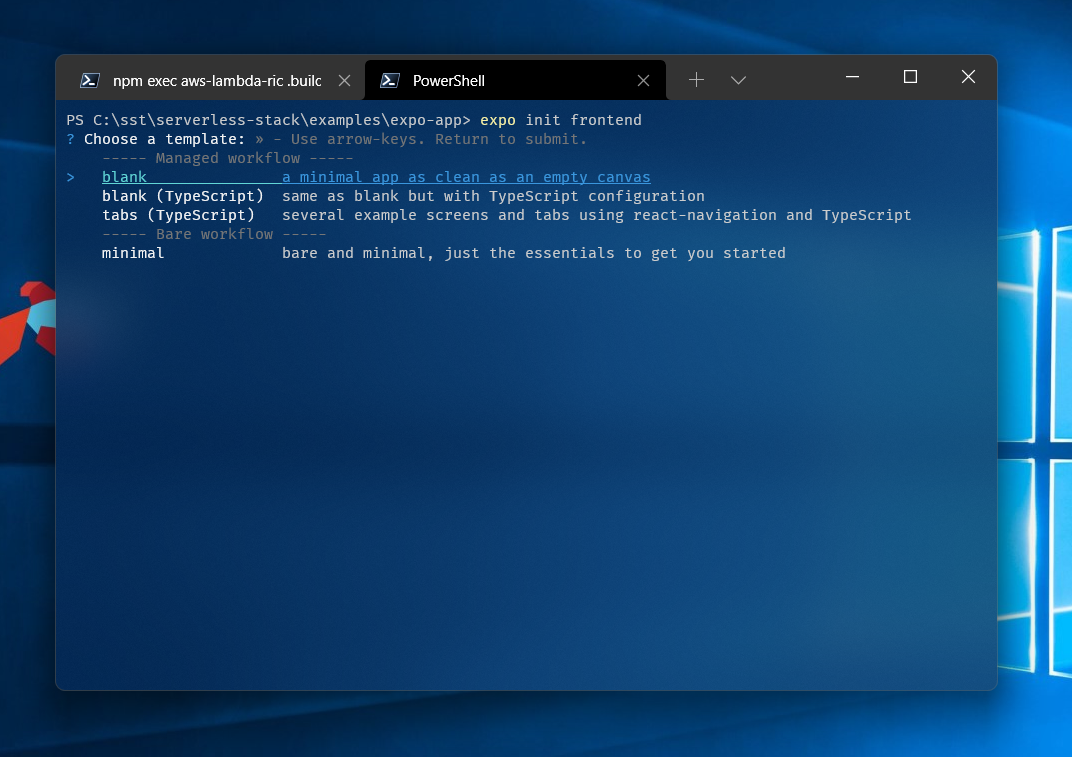 npm exec aws-lambda-ric .builc
PowerShell
PS C:\sst\serverless-stack\examples\expo-app> expo init frontend
? Choose a template: » - Use arrow-keys. Return to submit.
----- Managed workflow -----
> blank a minimal app as clean as an empty canvas
blank (TypeScript) same as blank but with TypeScript configuration
tabs (TypeScript) several example screens and tabs using react-navigation and TypeScript
----- Bare workflow -----
minimal bare and minimal, just the essentials to get you started